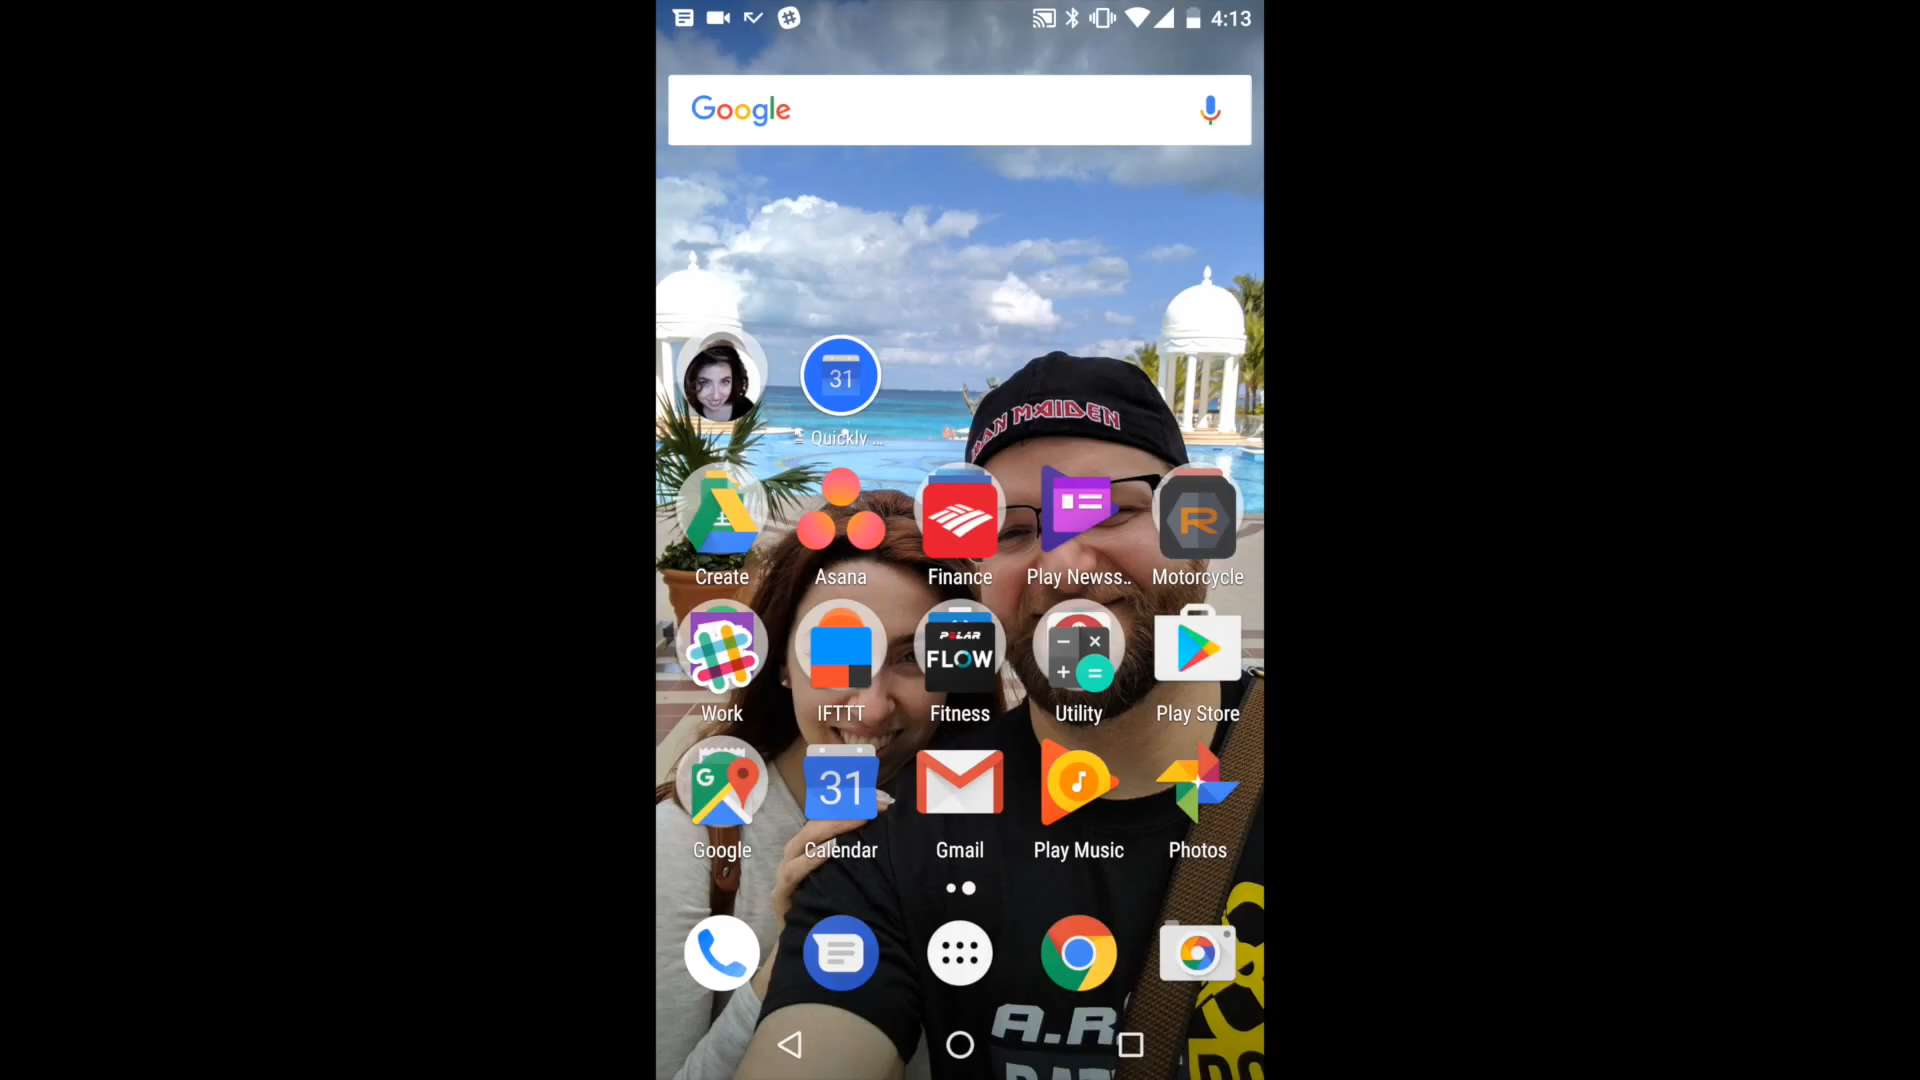 4:13
Google
31
Quickly ...
IRON MAIDEN
Create
Asana
Finance
Play Newss..
R
Motorcycle
POLAR
FLOW
Work
IFTTT
Fitness
Utility
Play Store
G
31
Google
Calendar
Gmail
Play Music
Photos
A.R.